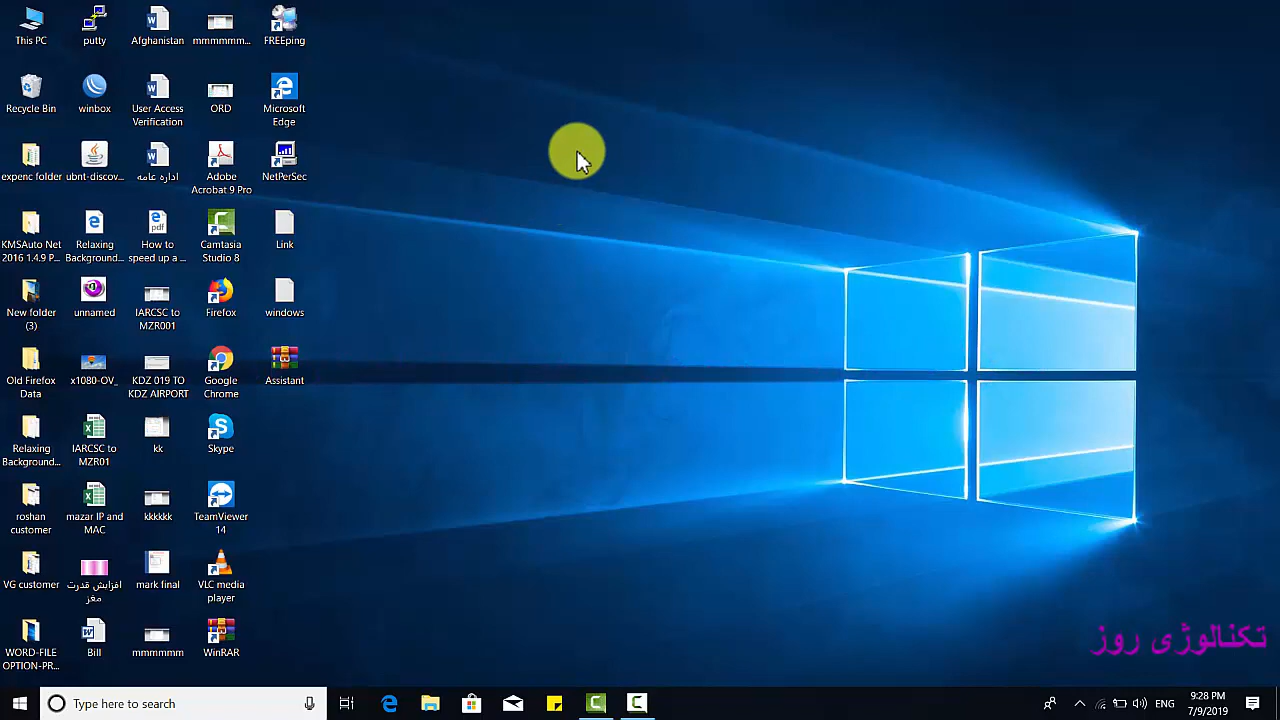 This PC
putty
Afghanistan
mmmmmm...
FREEping
Recycle Bin
winbox
User Access
Verification
ORD
Microsoft
Edge
expenc folder
ubnt-discov...
اداره عامه
Adobe
Acrobat 9 Pro
NetPerSec
KMSAuto Net
2016 1.4.9 P...
Relaxing
Background...
How to
speed up a ...
Camtasia
Studio 8
Link
New folder
(3)
unnamed
IARCSC to
MZR001
Firefox
windows
Old Firefox
Data
x1080-OV_
KDZ 019 TO
KDZ AIRPORT
Google
Chrome
Assistant
Relaxing
Background...
IARCSC to
MZR01
kk
Skype
roshan
customer
mazar IP and
MAC
kkkkkk
TeamViewer
14
VG customer
افزایش قدرت
مغز
mark final
VLC media
player
WORD-FILE
OPTION-PR...
Bill
mmmmmm
WinRAR
تکنالوژی روز
Type here to search
ENG
9:28 PM
7/9/2019